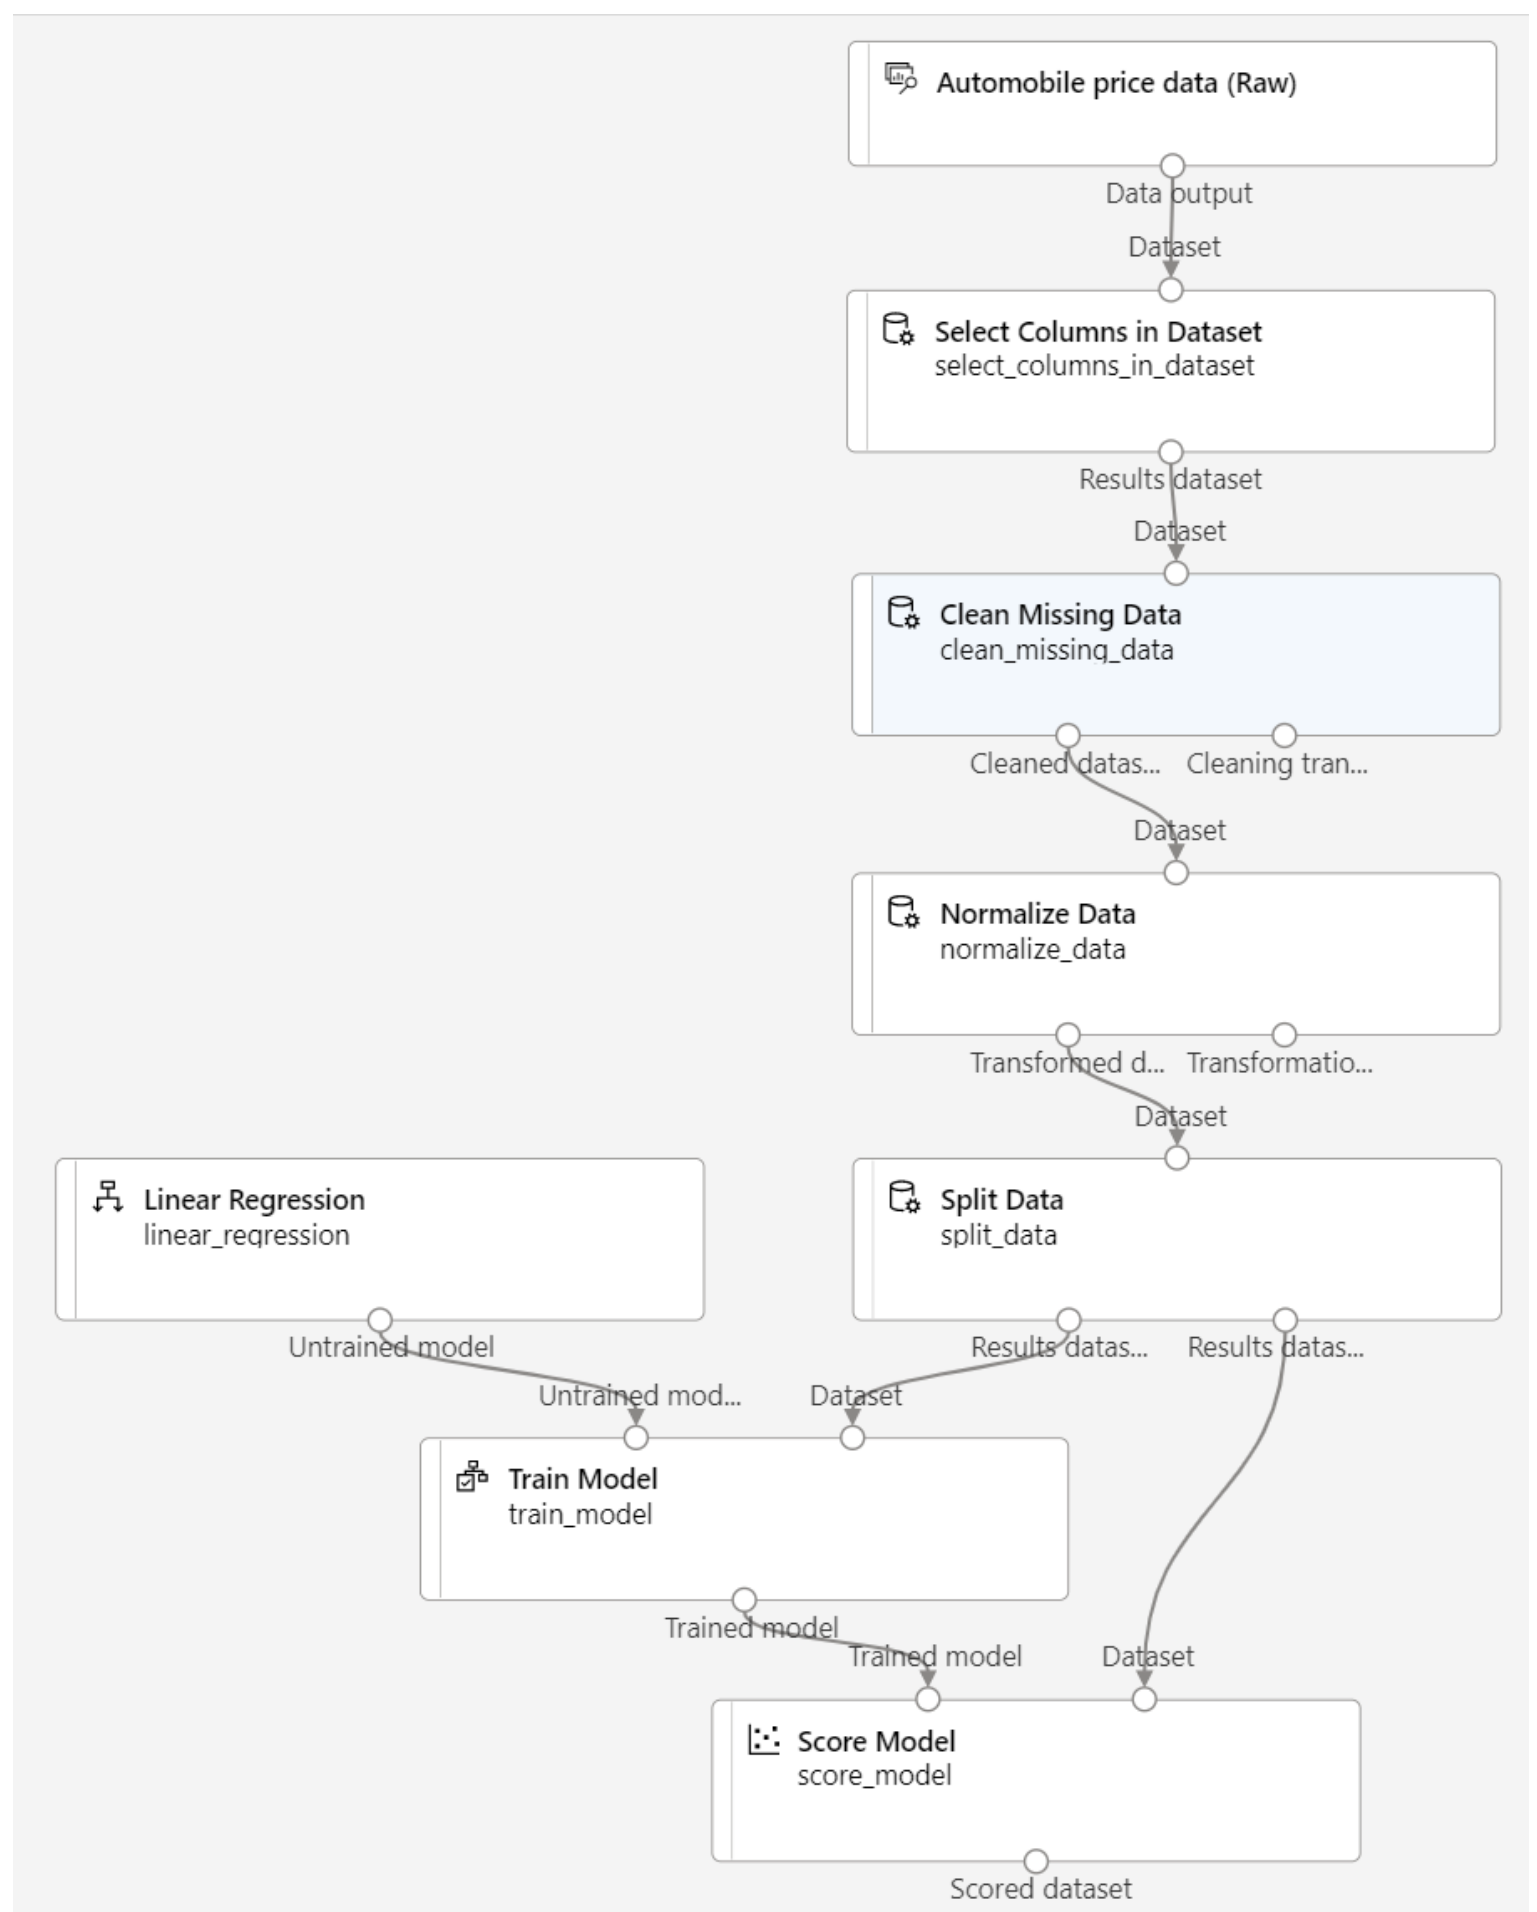 Automobile price data (Raw)
Data output
Dataset
Select Columns in Dataset
select_columns_in_dataset
Results dataset
Dataset
Clean Missing Data
clean_missing_data
Cleaned datas... Cleaning tran...
Dataset
Normalize Data
normalize_data
Transformed d... Transformatio...
Dataset
Linear Regression
linear_regression
Split Data
split_data
Untrained model
Results datas... Results datas...
Untrained mod... Dataset
Train Model
train_model
Trained model
Trained model Dataset
Score Model
score_model
Scored dataset